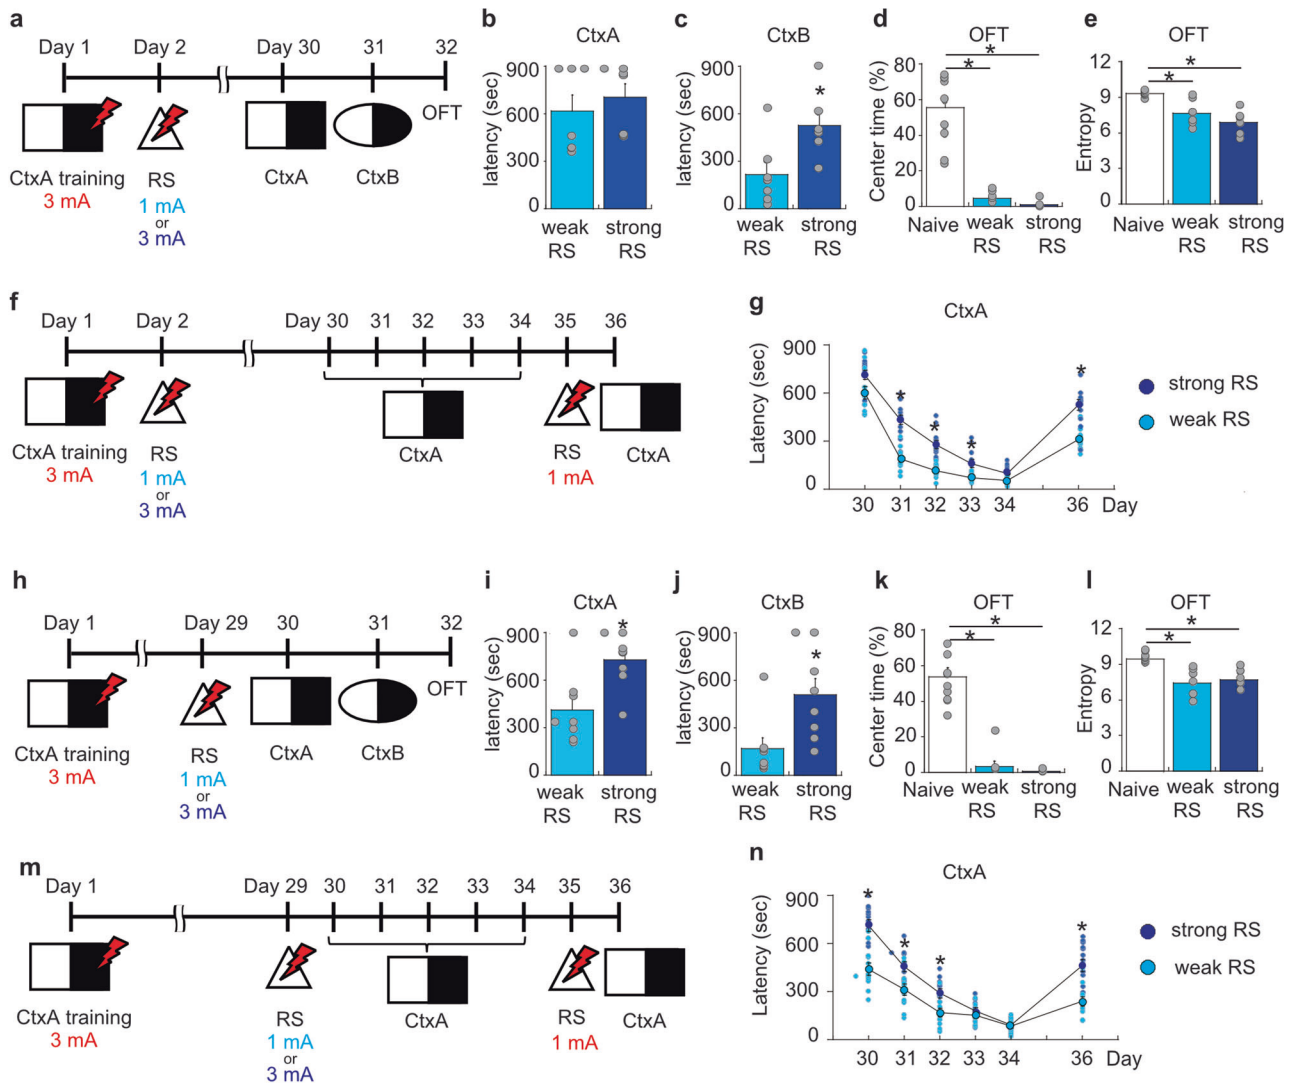 a
Day 1
Day 2
Day 30
31
32
OFT
CtxA training
3 mA
RS
1 mA
or
3 mA
CtxA
CtxB
b
CtxA
latency (sec)
900
600
300
0
weak
RS
strong
RS
c
CtxB
latency (sec)
900
600
300
0
weak
RS
strong
RS
*
d
OFT
Center time (%)
80
60
40
20
0
Naive
weak
RS
strong
RS
*
*
e
OFT
Entropy
12
9
6
3
0
Naive
weak
RS
strong
RS
*
*
f
Day 1
Day 2
Day 30
31
32
33
34
35
36
CtxA training
3 mA
RS
1 mA
or
3 mA
CtxA
RS
1 mA
CtxA
g
CtxA
Latency (sec)
900
600
300
0
30
31
32
33
34
36
Day
*
*
*
*
strong RS
weak RS
h
Day 1
Day 29
30
31
32
OFT
CtxA training
3 mA
RS
1 mA
or
3 mA
CtxA
CtxB
i
CtxA
latency (sec)
900
600
300
0
weak
RS
strong
RS
*
j
CtxB
latency (sec)
900
600
300
0
weak
RS
strong
RS
*
k
OFT
Center time (%)
80
60
40
20
0
Naive
weak
RS
strong
RS
*
*
l
OFT
Entropy
12
9
6
3
0
Naive
weak
RS
strong
RS
*
*
m
Day 1
Day 29
30
31
32
33
34
35
36
CtxA training
3 mA
RS
1 mA
or
3 mA
CtxA
RS
1 mA
CtxA
n
CtxA
Latency (sec)
900
600
300
0
30
31
32
33
34
36
Day
*
*
*
*
strong RS
weak RS